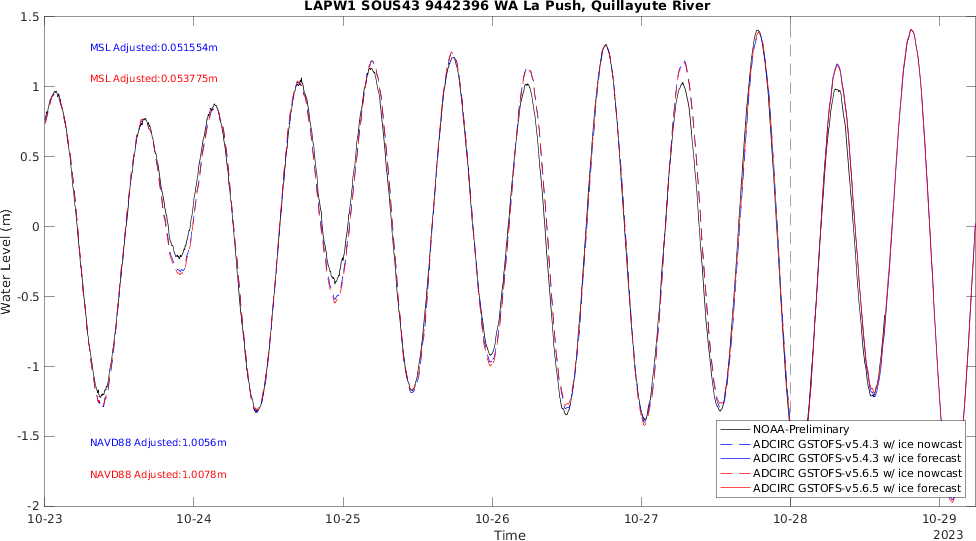 LAPW1 SOUS43 9442396 WA La Push, Quillayute River
1.5
1
0.5
0
-0.5
-1
-1.5
-2
Water Level (m)
MSL Adjusted:0.051554m
MSL Adjusted:0.053775m
NAVD88 Adjusted:1.0056m
NAVD88 Adjusted:1.0078m
NOAA-Preliminary
ADCIRC GSTOFS-v5.4.3 w/ ice nowcast
ADCIRC GSTOFS-v5.4.3 w/ ice forecast
ADCIRC GSTOFS-v5.6.5 w/ ice nowcast
ADCIRC GSTOFS-v5.6.5 w/ ice forecast
10-23 10-24 10-25 10-26 10-27 10-28 10-29
Time
2023